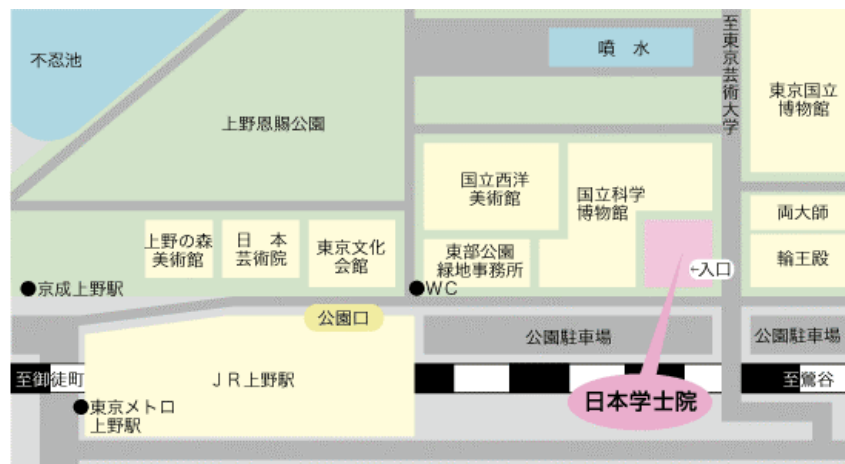 不忍池
噴　水
至東京芸術大学
東京国立
博物館
上野恩賜公園
国立西洋
美術館
国立科学
博物館
両大師
上野の森
美術館
日　本
芸術院
東京文化
会館
東部公園
緑地事務所
輪王殿
←入口
●京成上野駅
●WC
公園口
公園駐車場
公園駐車場
至御徒町
JR上野駅
至鶯谷
日本学士院
●東京メトロ
上野駅